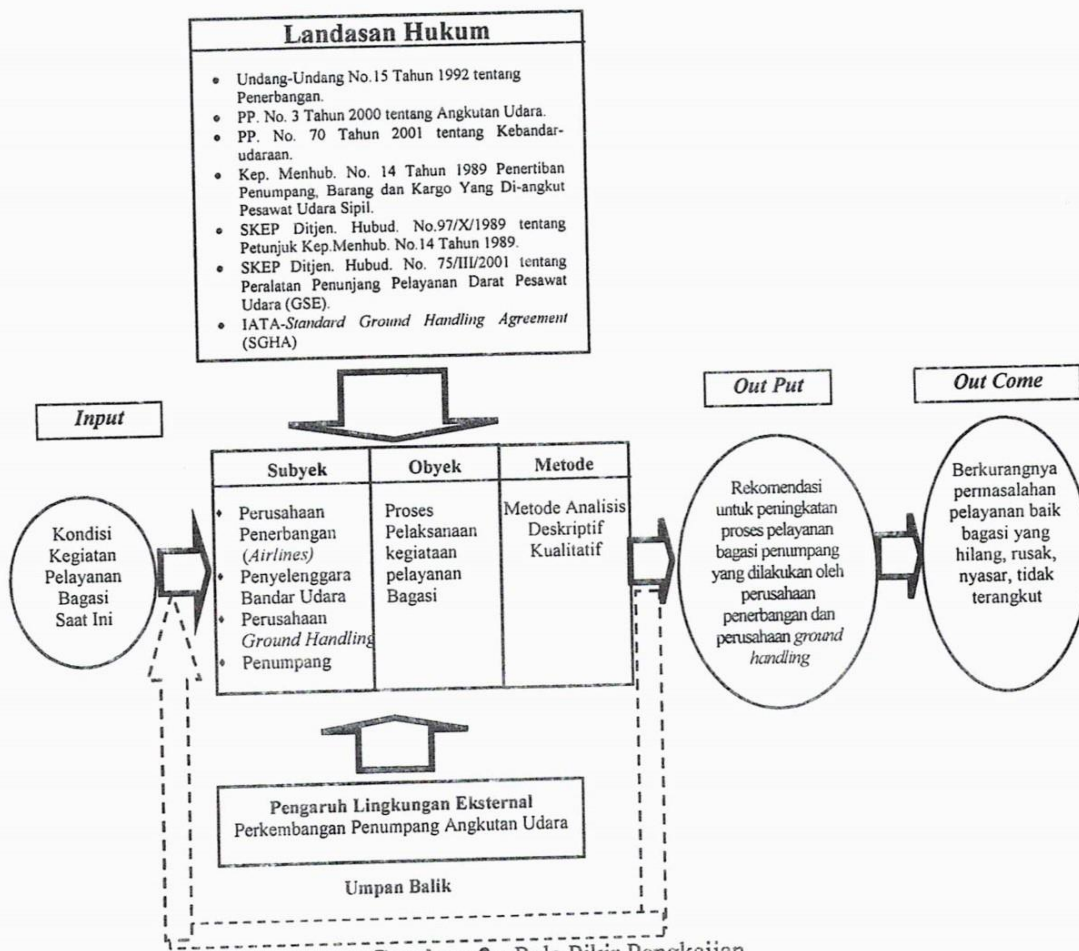 Landasan Hukum
• Undang-Undang No.15 Tahun 1992 tentang
Penerbangan.
• PP. No. 3 Tahun 2000 tentang Angkutan Udara.
• PP. No. 70 Tahun 2001 tentang Kebandar-
udaraan.
• Kep. Menhub. No. 14 Tahun 1989 Penertiban
Penumpang, Barang dan Kargo Yang Di-angkut
Pesawat Udara Sipil.
• SKEP Ditjen. Hubud. No.97/X/1989 tentang
Petunjuk Kep.Menhub. No.14 Tahun 1989.
• SKEP Ditjen. Hubud. No. 75/III/2001 tentang
Peralatan Penunjang Pelayanan Darat Pesawat
Udara (GSE).
• IATA-Standard Ground Handling Agreement
(SGHA)
Input
Kondisi
Kegiatan
Pelayanan
Bagasi
Saat Ini
Subyek
♦ Perusahaan
Penerbangan
(Airlines)
♦ Penyelenggara
Bandar Udara
♦ Perusahaan
Ground Handling
♦ Penumpang
Obyek
Proses
Pelaksanaan
kegiataan
pelayanan
Bagasi
Metode
Metode Analisis
Deskriptif
Kualitatif
Out Put
Rekomendasi
untuk peningkatan
proses pelayanan
bagasi penumpang
yang dilakukan oleh
perusahaan
penerbangan dan
perusahaan ground
handling
Out Come
Berkurangnya
permasalahan
pelayanan baik
bagasi yang
hilang, rusak,
nyasar, tidak
terangkut
Pengaruh Lingkungan Eksternal
Perkembangan Penumpang Angkutan Udara
Umpan Balik
Pola Pikir Pengkajian